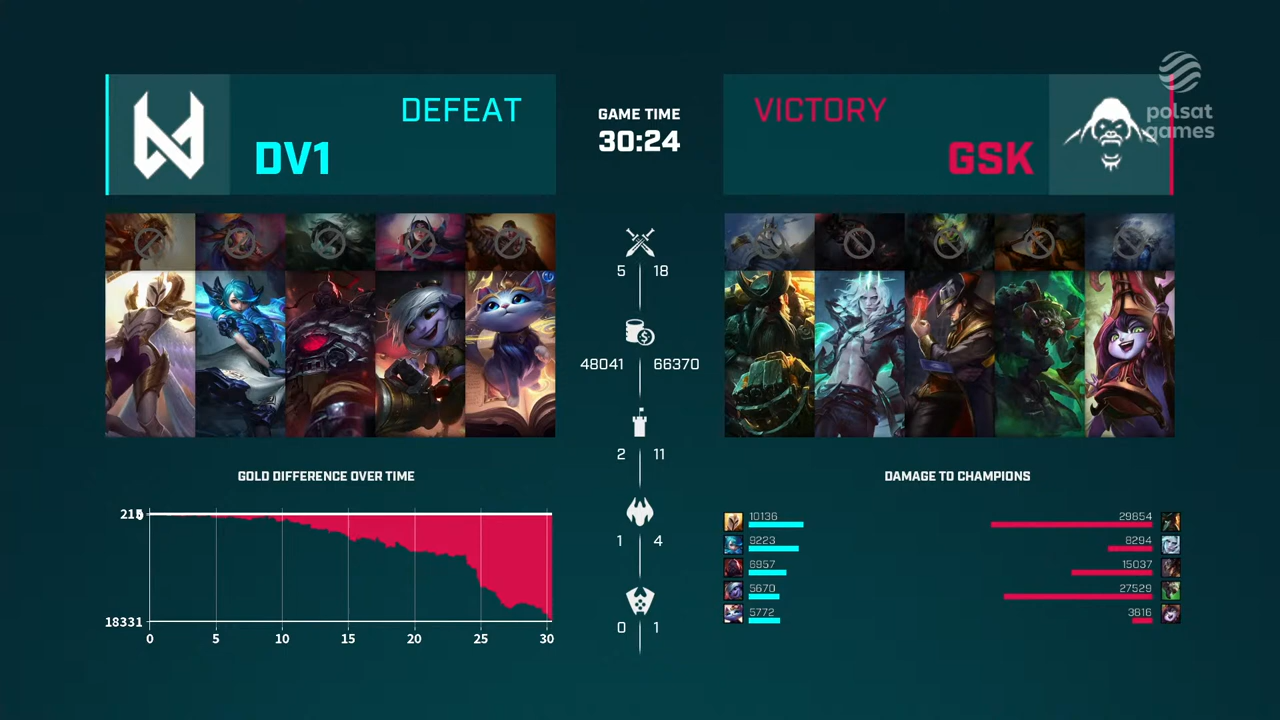 DEFEAT
DV1
GAME TIME
30:24
VICTORY
GSK
polsat
games
5 18
48041 66370
2 11
1 4
0 1
GOLD DIFFERENCE OVER TIME
18331
0 5 10 15 20 25 30
DAMAGE TO CHAMPIONS
10136 29854
9223 8294
6957 15037
5670 27529
5772 3816